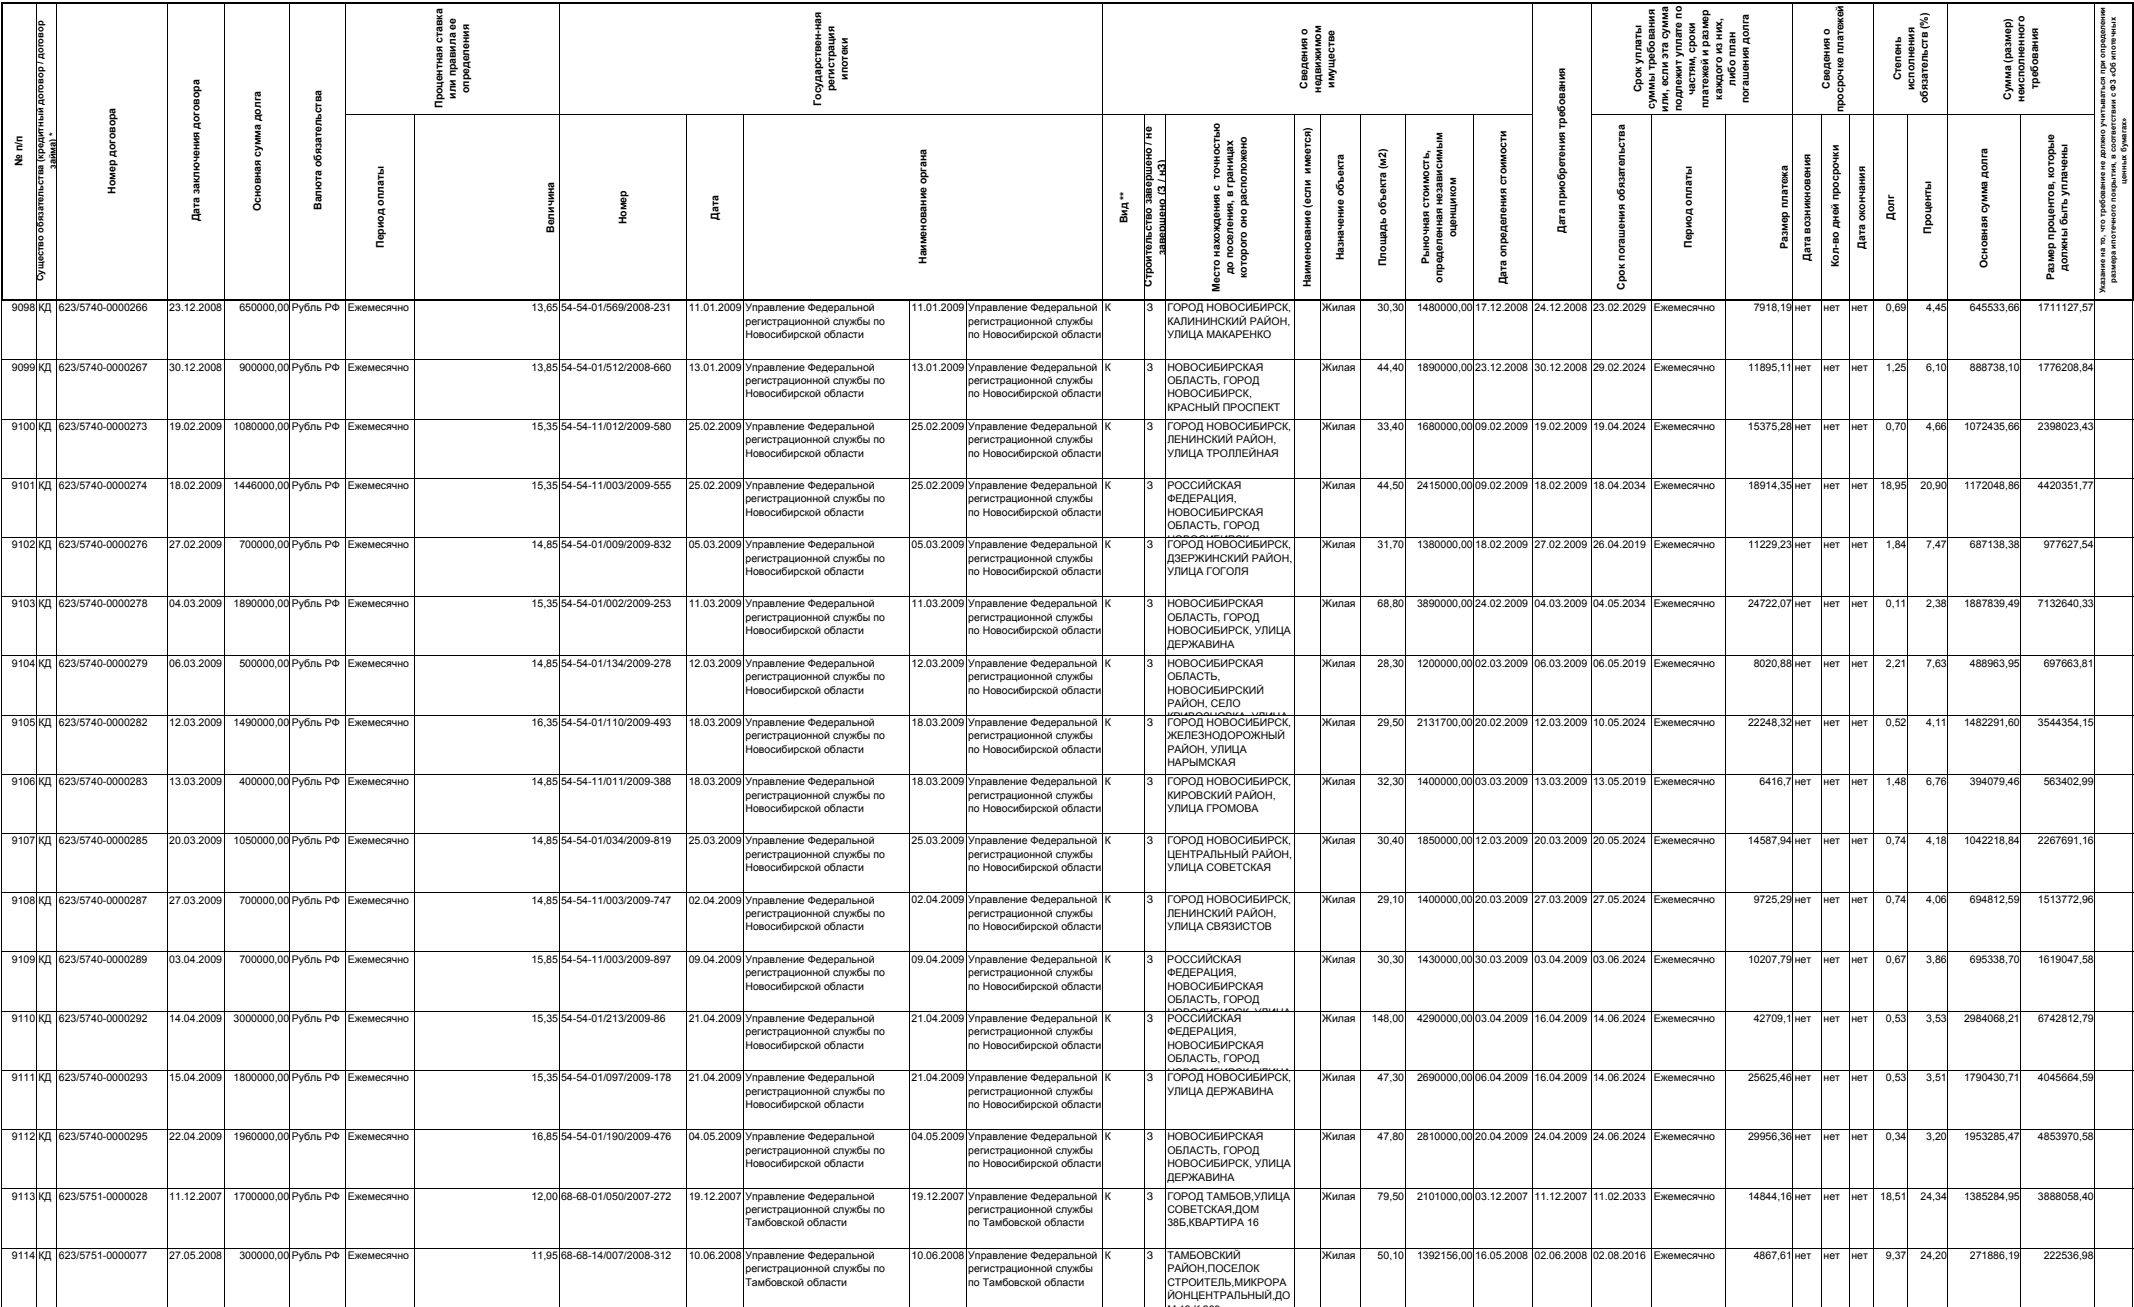 № п/п
Существо обязательства (кредитный договор / договор займа) *
Номер договора
Дата заключения договора
Основная сумма долга
Валюта обязательства
Процентная ставка или правила ее определения
Период оплаты
Величина
Государствен-ная регистрация ипотеки
Номер
Дата
Наименование органа
Сведения о недвижимом имуществе
Вид **
Строительство завершено / не завершено (З / нЗ)
Место нахождения с точностью до поселения, в границах которого оно расположено
Наименование (если имеется)
Назначение объекта
Площадь объекта (м2)
Рыночная стоимость, определенная независимым оценщиком
Дата определения стоимости
Дата приобретения требования
Срок уплаты суммы требования или, если эта сумма подлежит уплате по частям, сроки платежей и размер каждого из них, либо план погашения долга
Срок погашения обязательства
Период оплаты
Размер платежа
Сведения о просрочке платежей
Дата возникновения
Кол-во дней просрочки
Дата окончания
Степень исполнения обязательств (%)
Долг
Проценты
Сумма (размер) неисполненного требования
Основная сумма долга
Размер процентов, которые должны быть уплачены
Указание на то, что требование не должно учитываться при определении размера ипотечного покрытия, в соответствии с ФЗ «Об ипотечных ценных бумагах»
9098 КД 623/5740-0000266 23.12.2008 650000,00 Рубль РФ Ежемесячно 13,65 54-54-01/569/2008-231 11.01.2009 Управление Федеральной регистрационной службы по Новосибирской области 11.01.2009 Управление Федеральной регистрационной службы по Новосибирской области К З ГОРОД НОВОСИБИРСК, КАЛИНИНСКИЙ РАЙОН, УЛИЦА МАКАРЕНКО Жилая 30,30 1480000,00 17.12.2008 24.12.2008 23.02.2029 Ежемесячно 7918,19 нет нет нет 0,69 4,45 645533,66 1711127,57
9099 КД 623/5740-0000267 30.12.2008 900000,00 Рубль РФ Ежемесячно 13,85 54-54-01/512/2008-660 13.01.2009 Управление Федеральной регистрационной службы по Новосибирской области 13.01.2009 Управление Федеральной регистрационной службы по Новосибирской области К З НОВОСИБИРСКАЯ ОБЛАСТЬ, ГОРОД НОВОСИБИРСК, КРАСНЫЙ ПРОСПЕКТ Жилая 44,40 1890000,00 23.12.2008 30.12.2008 29.02.2024 Ежемесячно 11895,11 нет нет нет 1,25 6,10 888738,10 1776208,84
9100 КД 623/5740-0000273 19.02.2009 1080000,00 Рубль РФ Ежемесячно 15,35 54-54-11/012/2009-580 25.02.2009 Управление Федеральной регистрационной службы по Новосибирской области 25.02.2009 Управление Федеральной регистрационной службы по Новосибирской области К З ГОРОД НОВОСИБИРСК, ЛЕНИНСКИЙ РАЙОН, УЛИЦА ТРОЛЛЕЙНАЯ Жилая 33,40 1680000,00 09.02.2009 19.02.2009 19.04.2024 Ежемесячно 15375,28 нет нет нет 0,70 4,66 1072435,66 2398023,43
9101 КД 623/5740-0000274 18.02.2009 1446000,00 Рубль РФ Ежемесячно 15,35 54-54-11/003/2009-555 25.02.2009 Управление Федеральной регистрационной службы по Новосибирской области 25.02.2009 Управление Федеральной регистрационной службы по Новосибирской области К З РОССИЙСКАЯ ФЕДЕРАЦИЯ, НОВОСИБИРСКАЯ ОБЛАСТЬ, ГОРОД Жилая 44,50 2415000,00 09.02.2009 18.02.2009 18.04.2034 Ежемесячно 18914,35 нет нет нет 18,95 20,90 1172048,86 4420351,77
9102 КД 623/5740-0000276 27.02.2009 700000,00 Рубль РФ Ежемесячно 14,85 54-54-01/009/2009-832 05.03.2009 Управление Федеральной регистрационной службы по Новосибирской области 05.03.2009 Управление Федеральной регистрационной службы по Новосибирской области К З ГОРОД НОВОСИБИРСК, ДЗЕРЖИНСКИЙ РАЙОН, УЛИЦА ГОГОЛЯ Жилая 31,70 1380000,00 18.02.2009 27.02.2009 26.04.2019 Ежемесячно 11229,23 нет нет нет 1,84 7,47 687138,38 977627,54
9103 КД 623/5740-0000278 04.03.2009 1890000,00 Рубль РФ Ежемесячно 15,35 54-54-01/002/2009-253 11.03.2009 Управление Федеральной регистрационной службы по Новосибирской области 11.03.2009 Управление Федеральной регистрационной службы по Новосибирской области К З НОВОСИБИРСКАЯ ОБЛАСТЬ, ГОРОД НОВОСИБИРСК, УЛИЦА ДЕРЖАВИНА Жилая 68,80 3890000,00 24.02.2009 04.03.2009 04.05.2034 Ежемесячно 24722,07 нет нет нет 0,11 2,38 1887839,49 7132640,33
9104 КД 623/5740-0000279 06.03.2009 500000,00 Рубль РФ Ежемесячно 14,85 54-54-01/134/2009-278 12.03.2009 Управление Федеральной регистрационной службы по Новосибирской области 12.03.2009 Управление Федеральной регистрационной службы по Новосибирской области К З НОВОСИБИРСКАЯ ОБЛАСТЬ, НОВОСИБИРСКИЙ РАЙОН, СЕЛО Жилая 28,30 1200000,00 02.03.2009 06.03.2009 06.05.2019 Ежемесячно 8020,88 нет нет нет 2,21 7,63 488963,95 697663,81
9105 КД 623/5740-0000282 12.03.2009 1490000,00 Рубль РФ Ежемесячно 16,35 54-54-01/110/2009-493 18.03.2009 Управление Федеральной регистрационной службы по Новосибирской области 18.03.2009 Управление Федеральной регистрационной службы по Новосибирской области К З ГОРОД НОВОСИБИРСК, ЖЕЛЕЗНОДОРОЖНЫЙ РАЙОН, УЛИЦА НАРЫМСКАЯ Жилая 29,50 2131700,00 20.02.2009 12.03.2009 10.05.2024 Ежемесячно 22248,32 нет нет нет 0,52 4,11 1482291,60 3544354,15
9106 КД 623/5740-0000283 13.03.2009 400000,00 Рубль РФ Ежемесячно 14,85 54-54-11/011/2009-388 18.03.2009 Управление Федеральной регистрационной службы по Новосибирской области 18.03.2009 Управление Федеральной регистрационной службы по Новосибирской области К З ГОРОД НОВОСИБИРСК, КИРОВСКИЙ РАЙОН, УЛИЦА ГРОМОВА Жилая 32,30 1400000,00 03.03.2009 13.03.2009 13.05.2019 Ежемесячно 6416,7 нет нет нет 1,48 6,76 394079,46 563402,99
9107 КД 623/5740-0000285 20.03.2009 1050000,00 Рубль РФ Ежемесячно 14,85 54-54-01/034/2009-819 25.03.2009 Управление Федеральной регистрационной службы по Новосибирской области 25.03.2009 Управление Федеральной регистрационной службы по Новосибирской области К З ГОРОД НОВОСИБИРСК, ЦЕНТРАЛЬНЫЙ РАЙОН, УЛИЦА СОВЕТСКАЯ Жилая 30,40 1850000,00 12.03.2009 20.03.2009 20.05.2024 Ежемесячно 14587,94 нет нет нет 0,74 4,18 1042218,84 2267691,16
9108 КД 623/5740-0000287 27.03.2009 700000,00 Рубль РФ Ежемесячно 14,85 54-54-11/003/2009-747 02.04.2009 Управление Федеральной регистрационной службы по Новосибирской области 02.04.2009 Управление Федеральной регистрационной службы по Новосибирской области К З ГОРОД НОВОСИБИРСК, ЛЕНИНСКИЙ РАЙОН, УЛИЦА СВЯЗИСТОВ Жилая 29,10 1400000,00 20.03.2009 27.03.2009 27.05.2024 Ежемесячно 9725,29 нет нет нет 0,74 4,06 694812,59 1513772,96
9109 КД 623/5740-0000289 03.04.2009 700000,00 Рубль РФ Ежемесячно 15,85 54-54-11/003/2009-897 09.04.2009 Управление Федеральной регистрационной службы по Новосибирской области 09.04.2009 Управление Федеральной регистрационной службы по Новосибирской области К З РОССИЙСКАЯ ФЕДЕРАЦИЯ, НОВОСИБИРСКАЯ ОБЛАСТЬ, ГОРОД Жилая 30,30 1430000,00 30.03.2009 03.04.2009 03.06.2024 Ежемесячно 10207,79 нет нет нет 0,67 3,86 695338,70 1619047,58
9110 КД 623/5740-0000292 14.04.2009 3000000,00 Рубль РФ Ежемесячно 15,35 54-54-01/213/2009-86 21.04.2009 Управление Федеральной регистрационной службы по Новосибирской области 21.04.2009 Управление Федеральной регистрационной службы по Новосибирской области К З РОССИЙСКАЯ ФЕДЕРАЦИЯ, НОВОСИБИРСКАЯ ОБЛАСТЬ, ГОРОД Жилая 148,00 4290000,00 03.04.2009 16.04.2009 14.06.2024 Ежемесячно 42709,1 нет нет нет 0,53 3,53 2984068,21 6742812,79
9111 КД 623/5740-0000293 15.04.2009 1800000,00 Рубль РФ Ежемесячно 15,35 54-54-01/097/2009-178 21.04.2009 Управление Федеральной регистрационной службы по Новосибирской области 21.04.2009 Управление Федеральной регистрационной службы по Новосибирской области К З ГОРОД НОВОСИБИРСК, УЛИЦА ДЕРЖАВИНА Жилая 47,30 2690000,00 06.04.2009 16.04.2009 14.06.2024 Ежемесячно 25625,46 нет нет нет 0,53 3,51 1790430,71 4045664,59
9112 КД 623/5740-0000295 22.04.2009 1960000,00 Рубль РФ Ежемесячно 16,85 54-54-01/190/2009-476 04.05.2009 Управление Федеральной регистрационной службы по Новосибирской области 04.05.2009 Управление Федеральной регистрационной службы по Новосибирской области К З НОВОСИБИРСКАЯ ОБЛАСТЬ, ГОРОД НОВОСИБИРСК, УЛИЦА ДЕРЖАВИНА Жилая 47,80 2810000,00 20.04.2009 24.04.2009 24.06.2024 Ежемесячно 29956,36 нет нет нет 0,34 3,20 1953285,47 4853970,58
9113 КД 623/5751-0000028 11.12.2007 1700000,00 Рубль РФ Ежемесячно 12,00 68-68-01/050/2007-272 19.12.2007 Управление Федеральной регистрационной службы по Тамбовской области 19.12.2007 Управление Федеральной регистрационной службы по Тамбовской области К З ГОРОД ТАМБОВ,УЛИЦА СОВЕТСКАЯ,ДОМ 38Б,КВАРТИРА 16 Жилая 79,50 2101000,00 03.12.2007 11.12.2007 11.02.2033 Ежемесячно 14844,16 нет нет нет 18,51 24,34 1385284,95 3888058,40
9114 КД 623/5751-0000077 27.05.2008 300000,00 Рубль РФ Ежемесячно 11,95 68-68-14/007/2008-312 10.06.2008 Управление Федеральной регистрационной службы по Тамбовской области 10.06.2008 Управление Федеральной регистрационной службы по Тамбовской области К З ТАМБОВСКИЙ РАЙОН,ПОСЕЛОК СТРОИТЕЛЬ,МИКРОРА ЙОНЦЕНТРАЛЬНЫЙ,ДО Жилая 50,10 1392156,00 16.05.2008 02.06.2008 02.08.2016 Ежемесячно 4867,61 нет нет нет 9,37 24,20 271886,19 222536,98